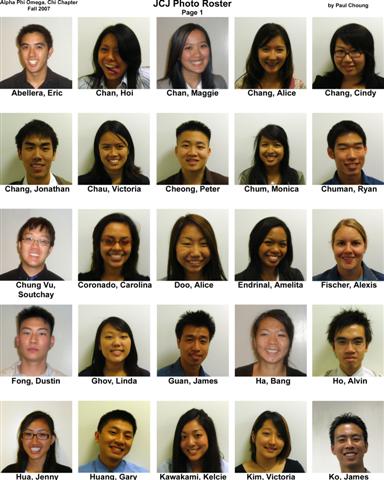 Alpha Phi Omega, Chi Chapter
Fall 2007
JCJ Photo Roster
Page 1
by Paul Choung
Abellera, Eric
Chan, Hoi
Chan, Maggie
Chang, Alice
Chang, Cindy
Chang, Jonathan
Chau, Victoria
Cheong, Peter
Chum, Monica
Chuman, Ryan
Chung Vu,
Soutchay
Coronado, Carolina
Doo, Alice
Endrinal, Amelita
Fischer, Alexis
Fong, Dustin
Ghov, Linda
Guan, James
Ha, Bang
Ho, Alvin
Hua, Jenny
Huang, Gary
Kawakami, Kelcie
Kim, Victoria
Ko, James